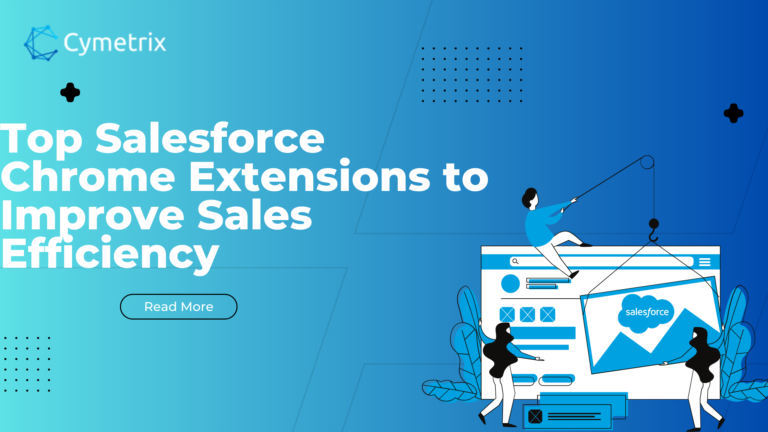 Cymetrix
Top Salesforce
Chrome Extensions to
Improve Sales
Efficiency
Read More
salesforce